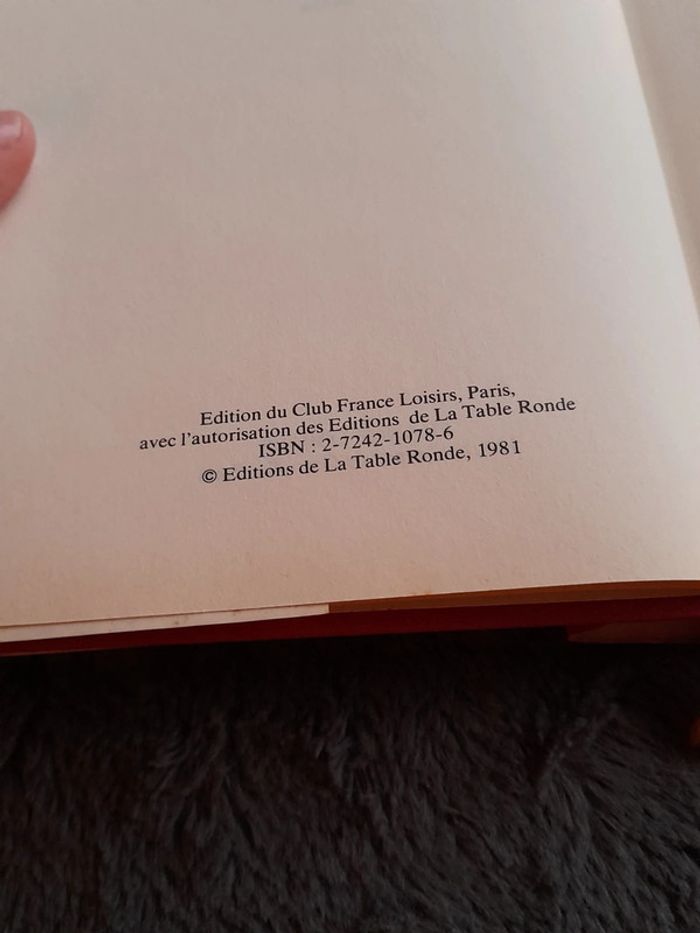 Edition du Club France Loisirs, Paris,
avec l'autorisation des Editions de La Table Ronde
ISBN : 2-7242-1078-6
© Editions de La Table Ronde, 1981